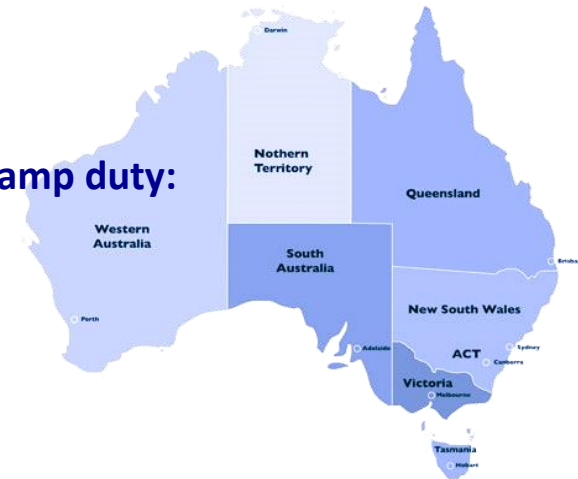 Darwin
Nothern
Territory
amp duty:
Queensland
Western
Australia
South
Australia
Brisba
New South Wales
Perth
Sydney
Adelaide
ACT
Canberra
Victoria
Melbourne
Tasmania
Hobart